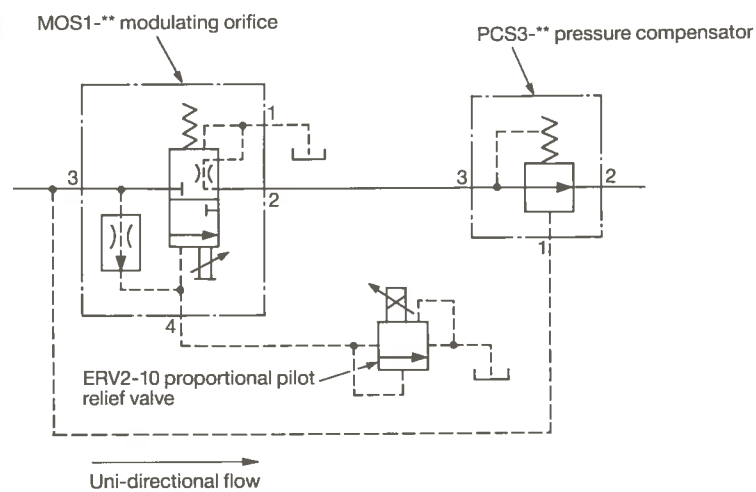 MOS1-** modulating orifice
PCS3-** pressure compensator
1
3
2
3
2
1
4
ERV2-10 proportional pilot
relief valve
Uni-directional flow